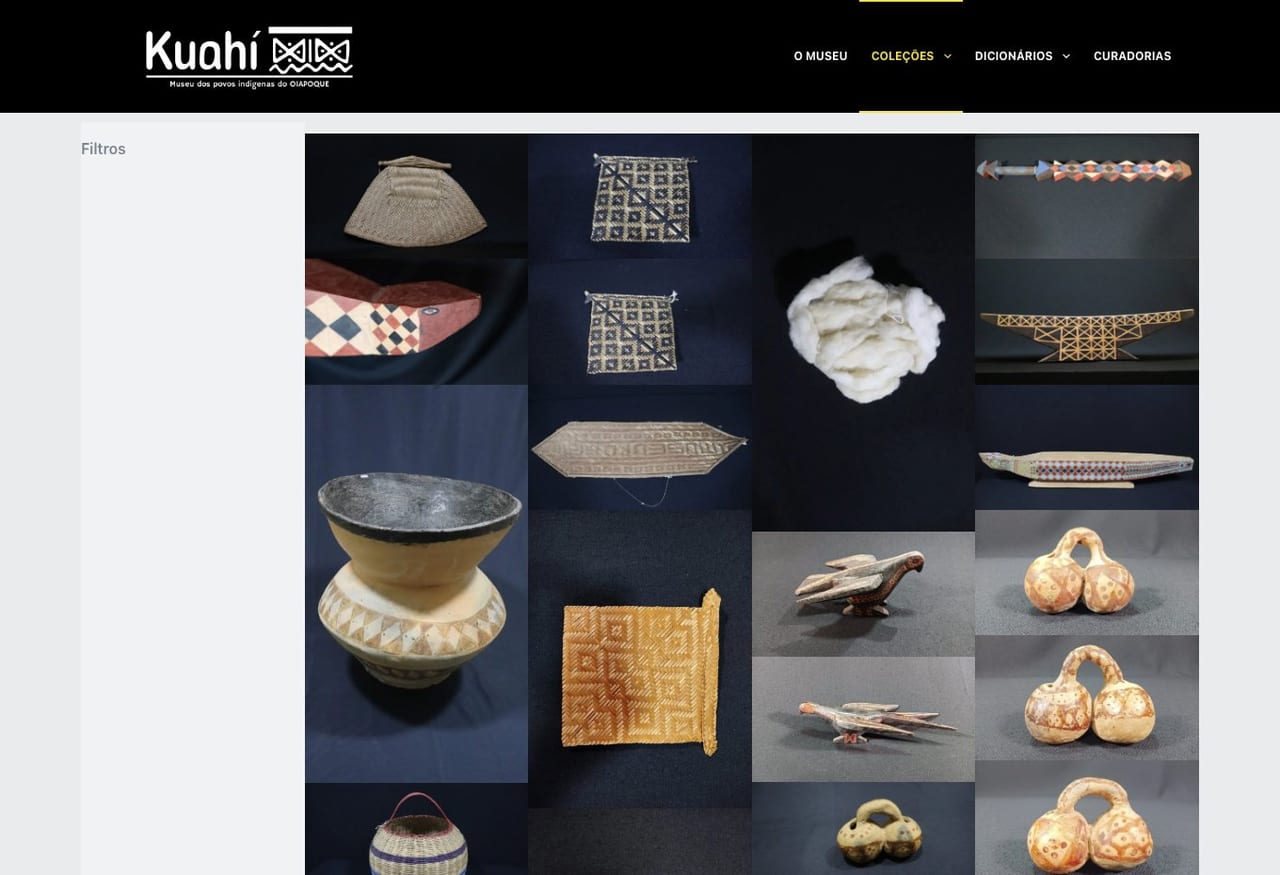 Kuahí
Museu dos povos indígenas do OIAPOQUE
O MUSEU
COLEÇÕES
DICIONÁRIOS
CURADORIAS
Filtros